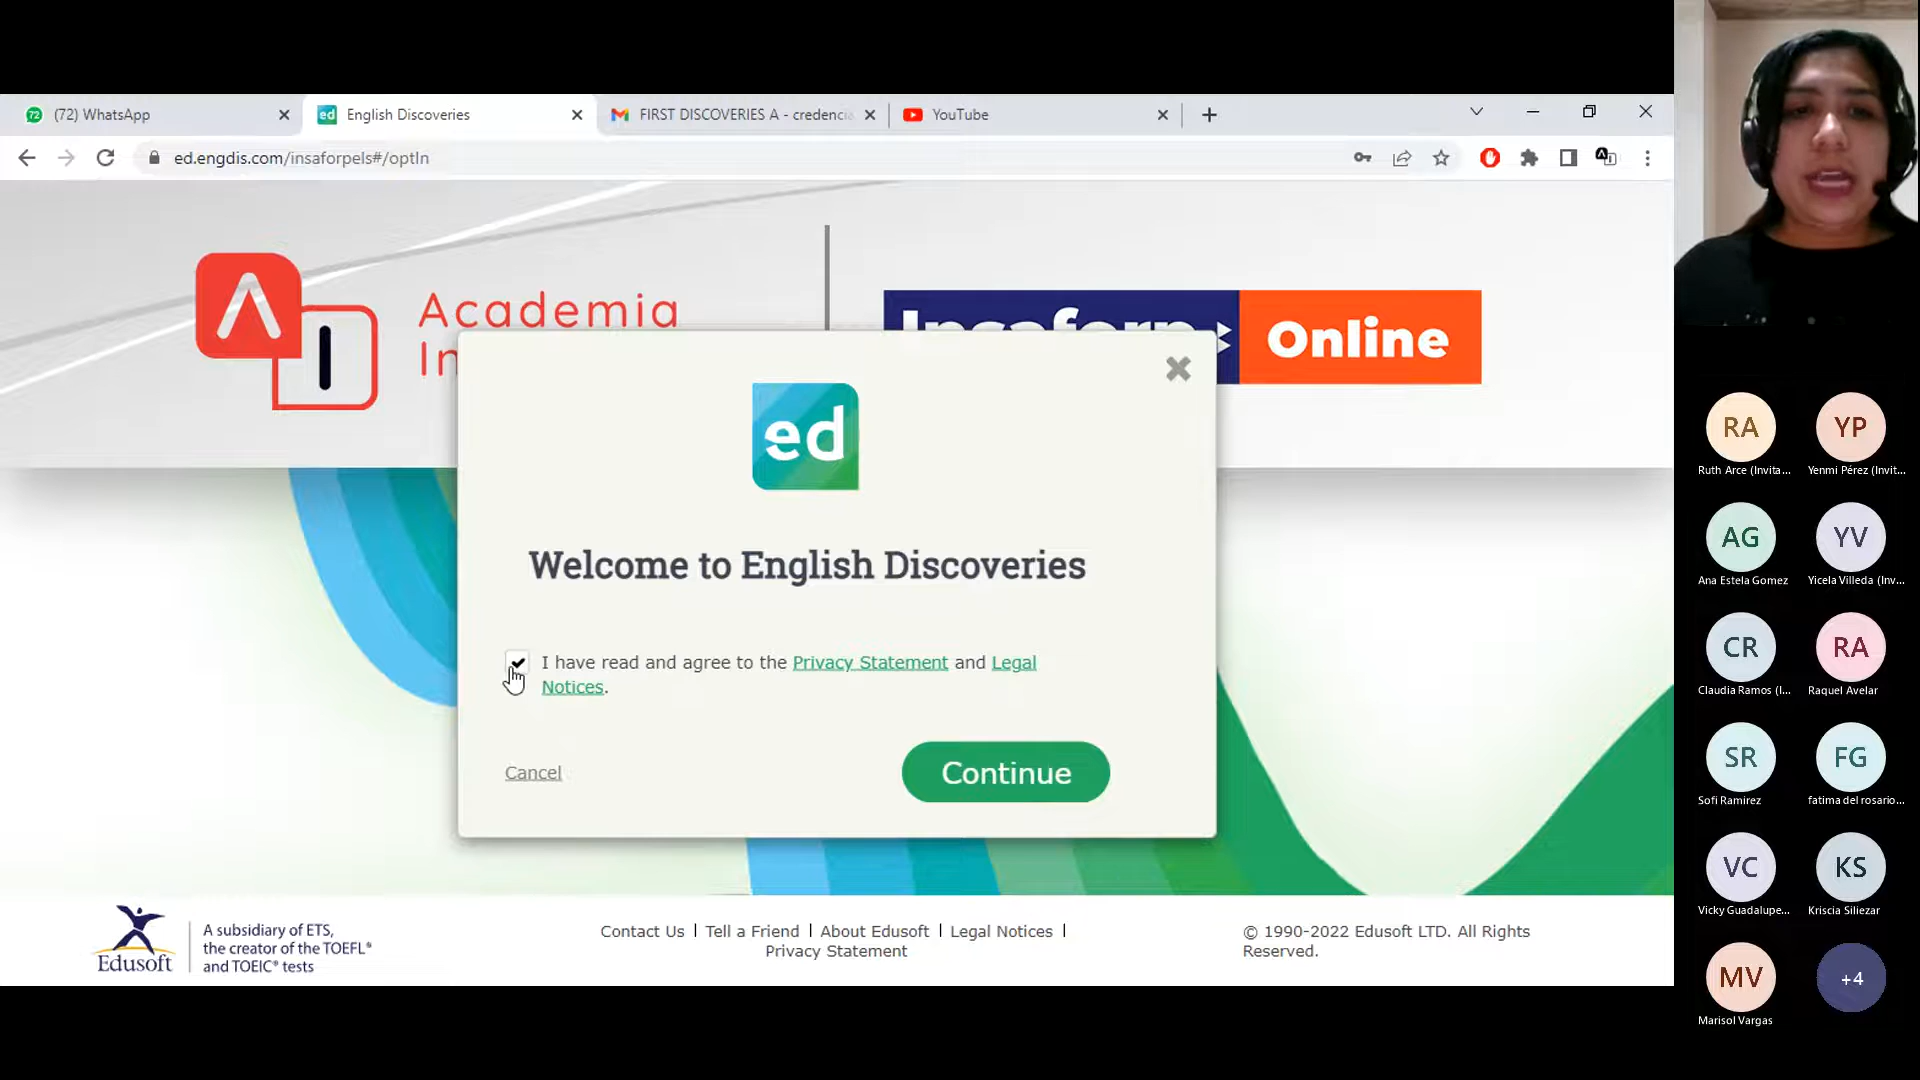 72
(72) WhatsApp
ed
English Discoveries
FIRST DISCOVERIES A - credencia
YouTube
ed.engdis.com/insaforpels#/optIn
Academia
In
Online
ed
Welcome to English Discoveries
I have read and agree to the Privacy Statement and Legal
Notices.
Cancel
Continue
Edusoft
A subsidiary of ETS,
the creator of the TOEFL®
and TOEIC® tests
Contact Us | Tell a Friend | About Edusoft | Legal Notices |
Privacy Statement
© 1990-2022 Edusoft LTD. All Rights
Reserved.
RA
Ruth Arce (Invita...
YP
Yenmi Pérez (Invit...
AG
Ana Estela Gomez
YV
Yicela Villeda (Inv...
CR
Claudia Ramos (I...
RA
Raquel Avelar
SR
Sofi Ramirez
FG
fatima del rosario...
VC
Vicky Guadalupe...
KS
Kriscia Siliezar
MV
Marisol Vargas
+4